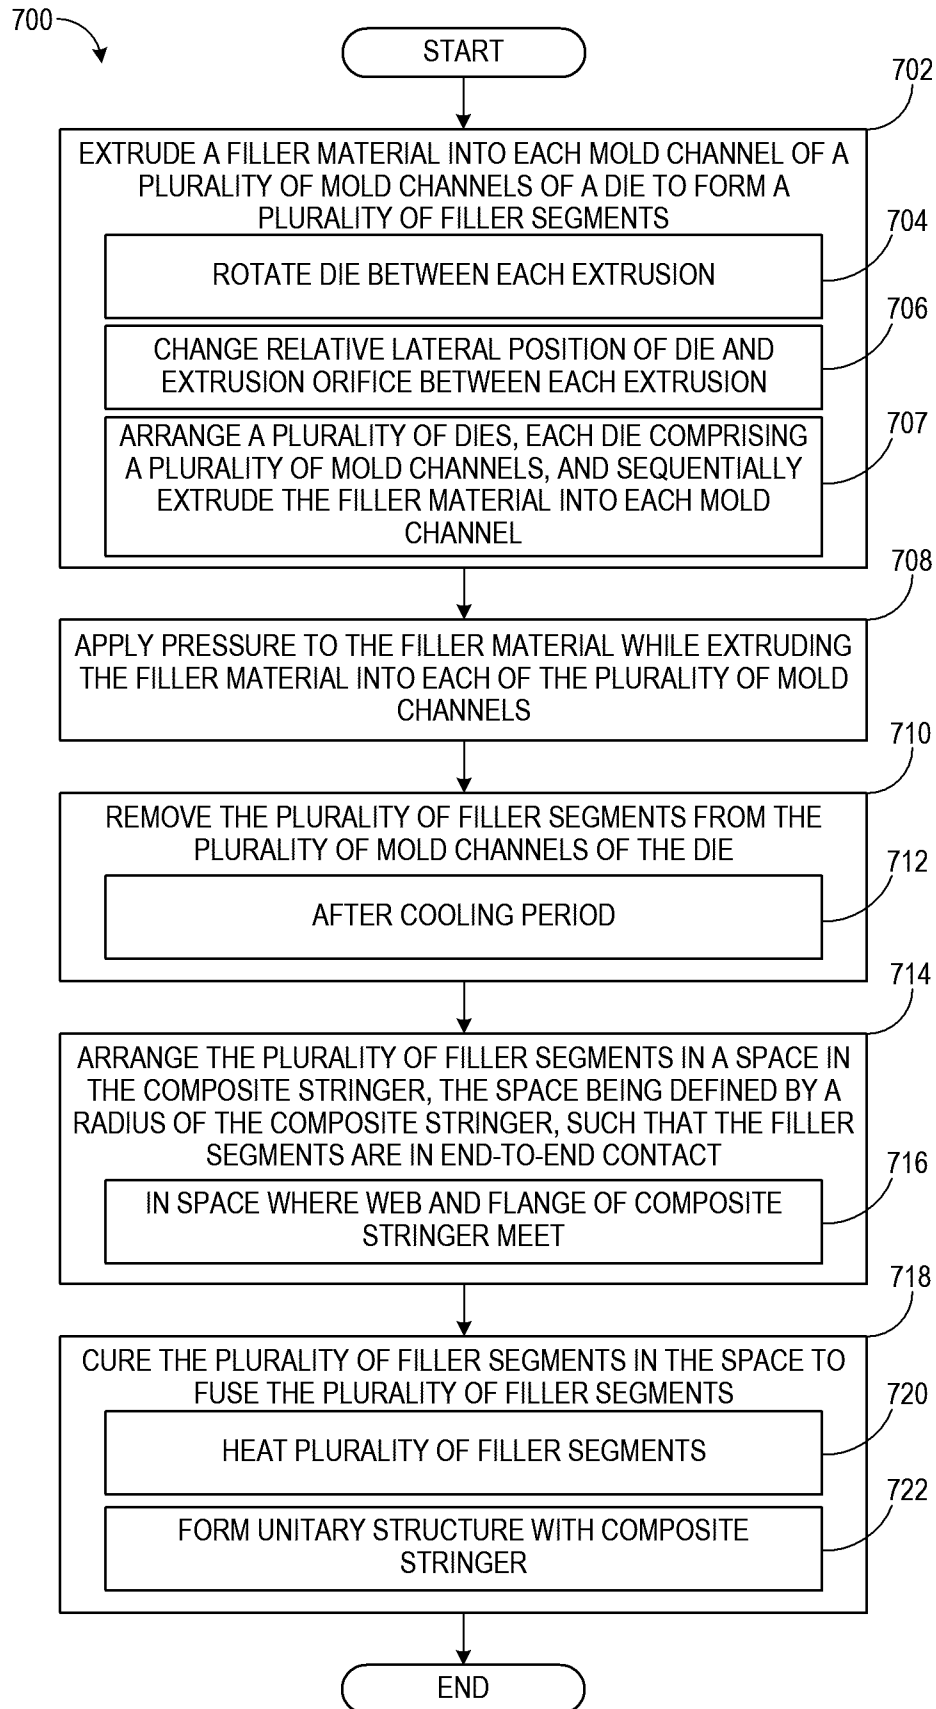 700
START
702
EXTRUDE A FILLER MATERIAL INTO EACH MOLD CHANNEL OF A
PLURALITY OF MOLD CHANNELS OF A DIE TO FORM A
PLURALITY OF FILLER SEGMENTS
704
ROTATE DIE BETWEEN EACH EXTRUSION
706
CHANGE RELATIVE LATERAL POSITION OF DIE AND
EXTRUSION ORIFICE BETWEEN EACH EXTRUSION
707
ARRANGE A PLURALITY OF DIES, EACH DIE COMPRISING
A PLURALITY OF MOLD CHANNELS, AND SEQUENTIALLY
EXTRUDE THE FILLER MATERIAL INTO EACH MOLD
CHANNEL
708
APPLY PRESSURE TO THE FILLER MATERIAL WHILE EXTRUDING
THE FILLER MATERIAL INTO EACH OF THE PLURALITY OF MOLD
CHANNELS
710
REMOVE THE PLURALITY OF FILLER SEGMENTS FROM THE
PLURALITY OF MOLD CHANNELS OF THE DIE
712
AFTER COOLING PERIOD
714
ARRANGE THE PLURALITY OF FILLER SEGMENTS IN A SPACE IN
THE COMPOSITE STRINGER, THE SPACE BEING DEFINED BY A
RADIUS OF THE COMPOSITE STRINGER, SUCH THAT THE FILLER
SEGMENTS ARE IN END-TO-END CONTACT
716
IN SPACE WHERE WEB AND FLANGE OF COMPOSITE
STRINGER MEET
718
CURE THE PLURALITY OF FILLER SEGMENTS IN THE SPACE TO
FUSE THE PLURALITY OF FILLER SEGMENTS
720
HEAT PLURALITY OF FILLER SEGMENTS
722
FORM UNITARY STRUCTURE WITH COMPOSITE
STRINGER
END